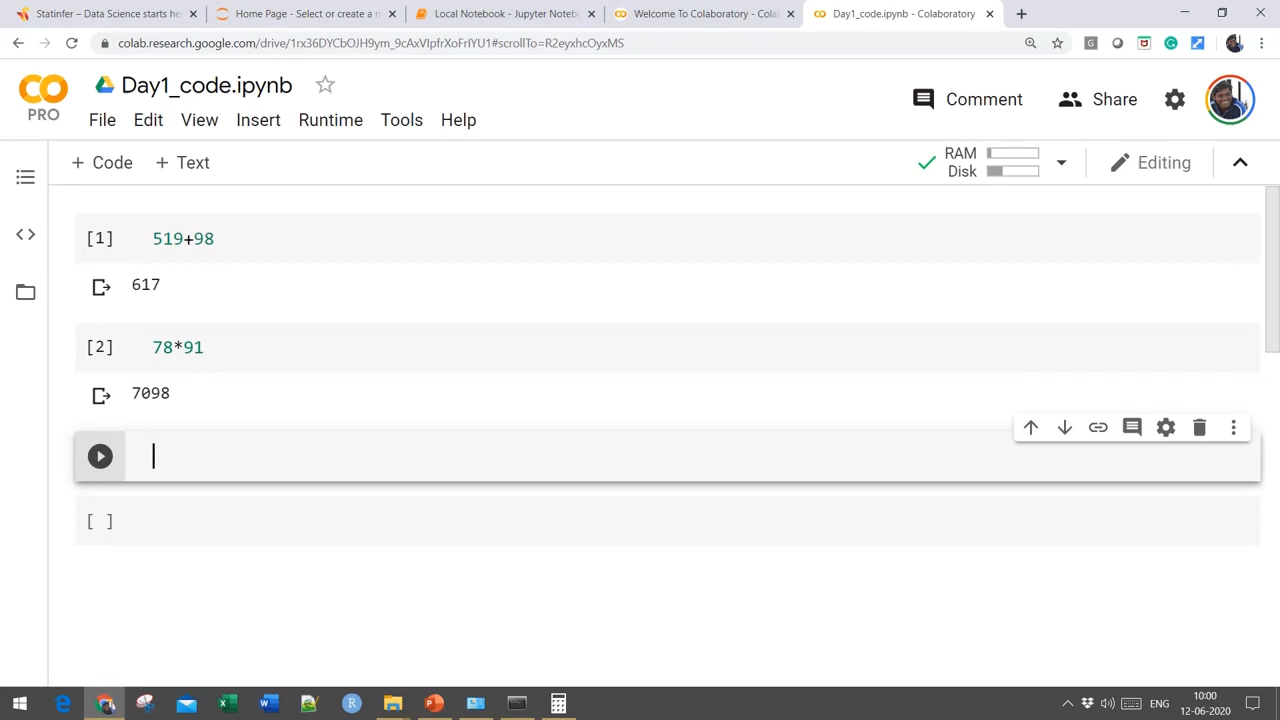 Statinfer – Data Science starts he
Home Page - Select or create a n
Local Notebook - Jupyter Noteb
Welcome To Colaboratory - Cola
Day1_code.ipynb - Colaboratory
colab.research.google.com/drive/1rx36DYCbOJH9ym_9cAxVIpfrXoFrIYU1#scrollTo=R2eyxhcOyxMS
CO
PRO
Day1_code.ipynb
File Edit View Insert Runtime Tools Help
Comment
Share
+ Code + Text
RAM
Disk
Editing
[1] 519+98
617
[2] 78*91
7098
[ ]
ENG
10:00
12-06-2020